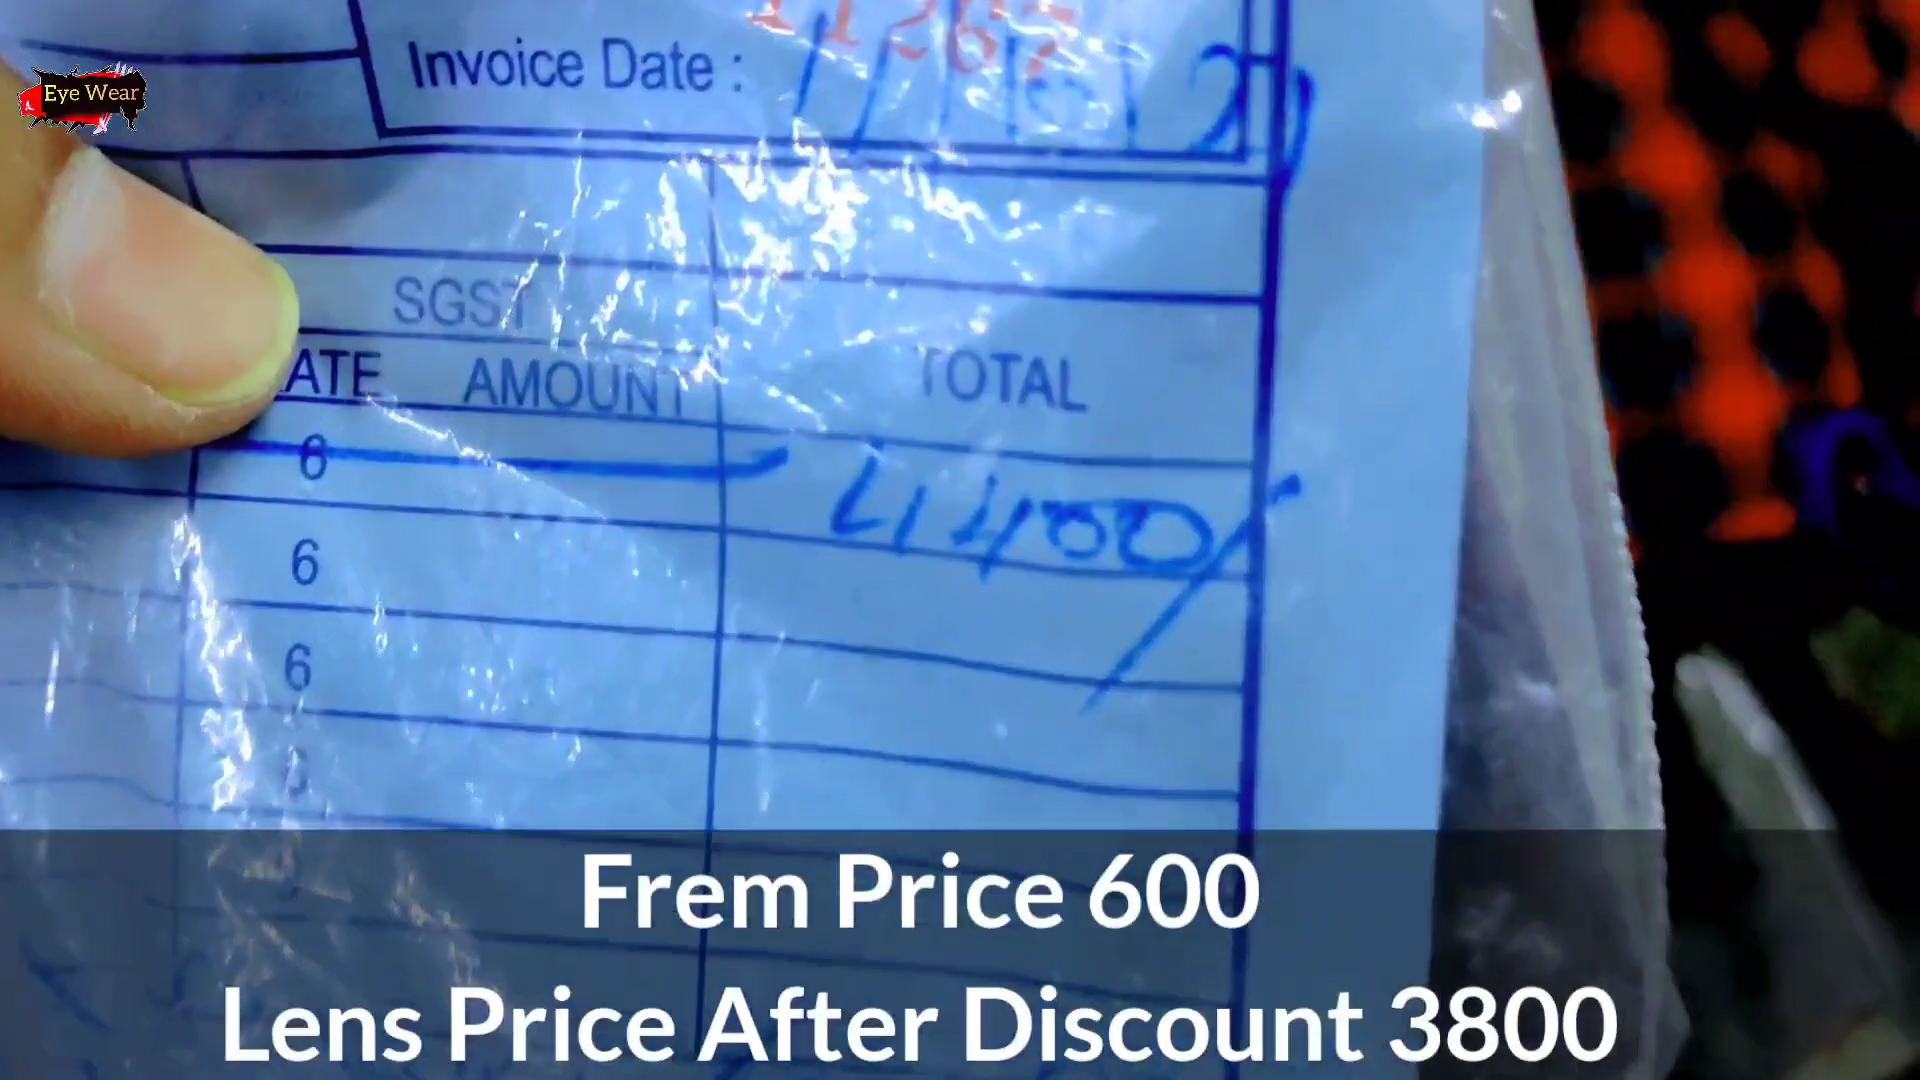 11267
Eye Wear
Invoice Date :
SGST
AMOUNT
TOTAL
6
4400/
6
6
Frem Price 600
Lens Price After Discount 3800